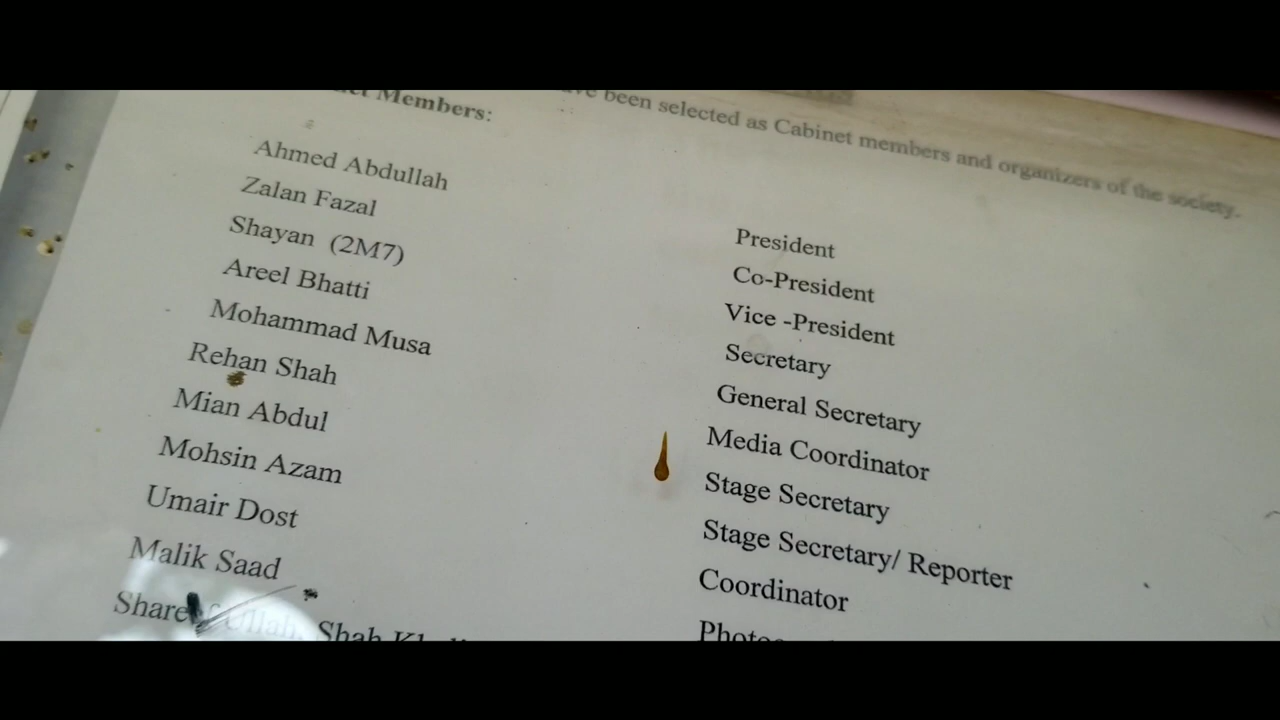 been selected as Cabinet members and organizers of the society.
Members:
Ahmed Abdullah President
Zalan Fazal Co-President
Shayan (2M7) Vice -President
Areel Bhatti Secretary
Mohammad Musa General Secretary
Rehan Shah Media Coordinator
Mian Abdul Stage Secretary
Mohsin Azam Stage Secretary/ Reporter
Umair Dost Coordinator
Malik Saad
Shah